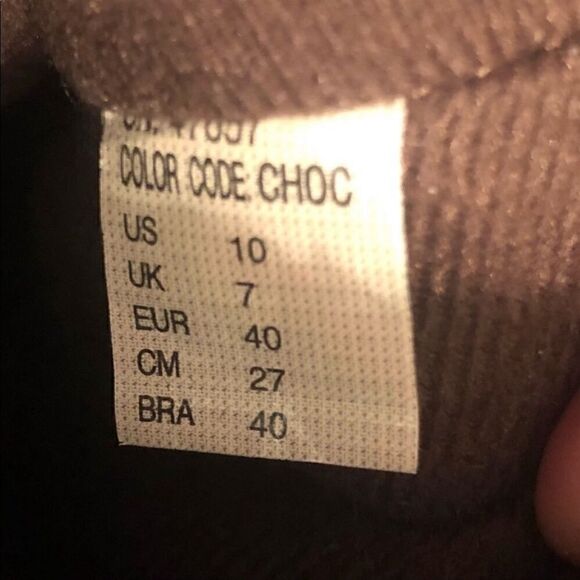 COLOR CODE: CHOC
US 10
UK 7
EUR 40
CM 27
BRA 40